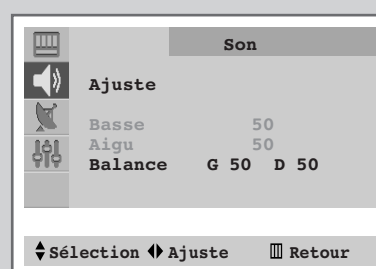 Son
Ajuste
Basse 50
Aigu 50
Balance G 50 D 50
Sélection Ajuste Retour